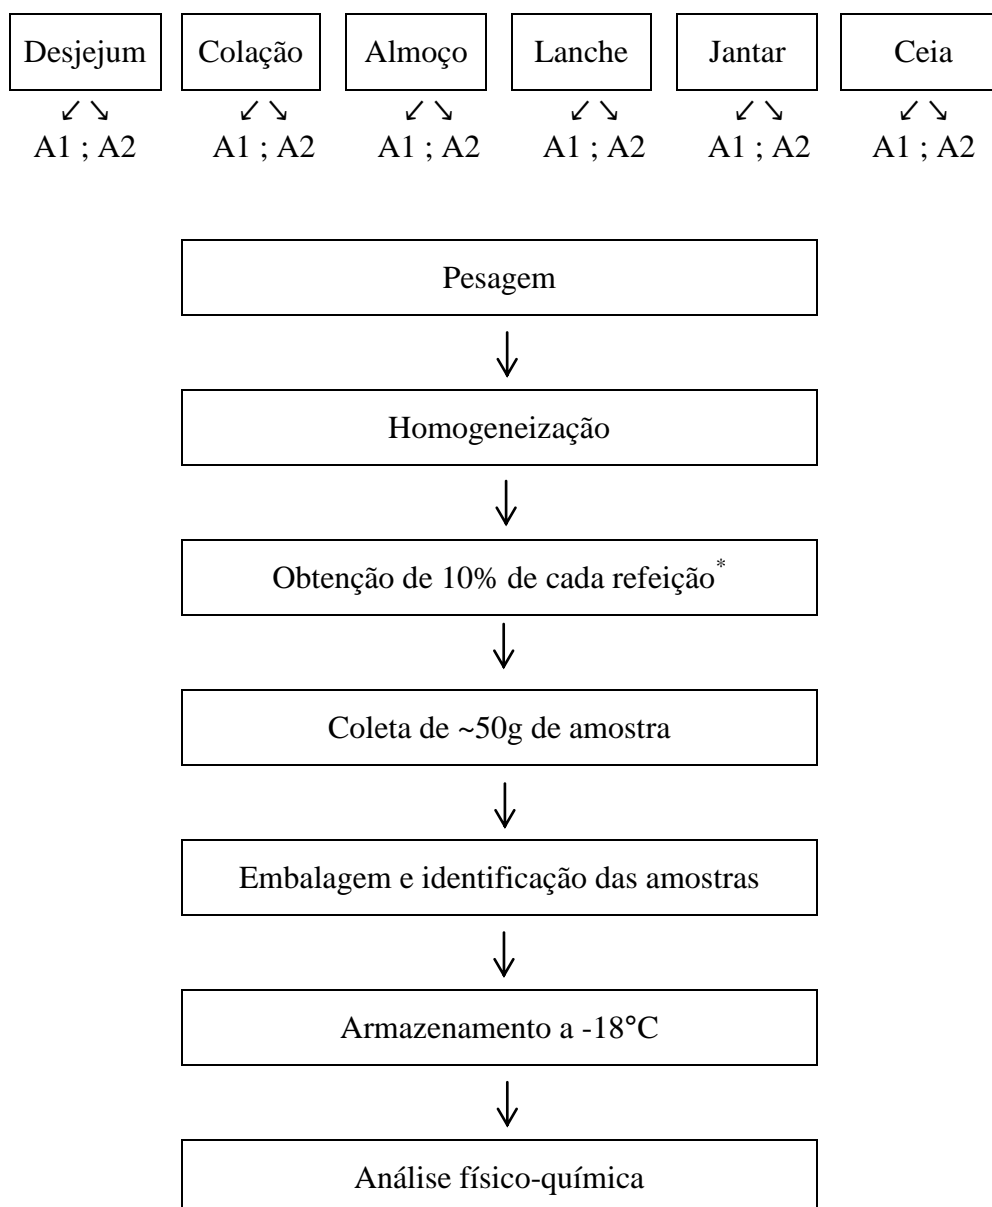 Desjejum Colação Almoço Lanche Jantar Ceia
↙ ↘ ↙ ↘ ↙ ↘ ↙ ↘ ↙ ↘ ↙ ↘
A1 ; A2 A1 ; A2 A1 ; A2 A1 ; A2 A1 ; A2 A1 ; A2
Pesagem
Homogeneização
Obtenção de 10% de cada refeição*
Coleta de ~50g de amostra
Embalagem e identificação das amostras
Armazenamento a -18°C
Análise físico-química